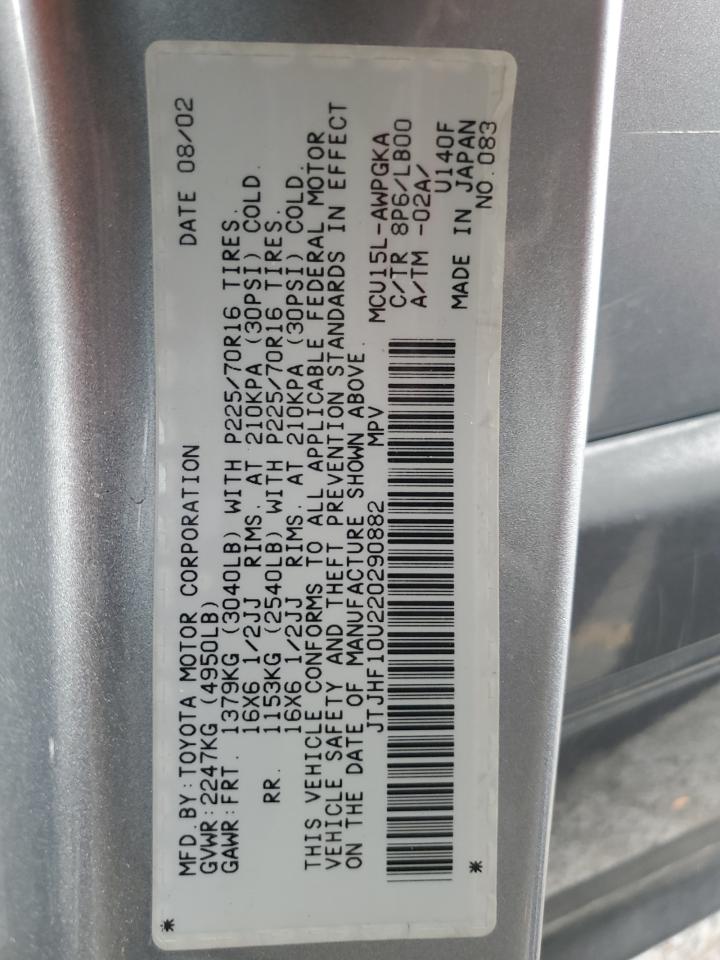 MFD. BY: TOYOTA MOTOR CORPORATION DATE 08/02
GVWR: 2247KG (4950LB)
GAWR: FRT. 1379KG (3040LB) WITH P225/70R16 TIRES.
16X6 1/2JJ RIMS. AT 210KPA (30PSI) COLD.
RR. 1153KG (2540LB) WITH P225/70R16 TIRES.
16X6 1/2JJ RIMS. AT 210KPA (30PSI) COLD.
THIS VEHICLE CONFORMS TO ALL APPLICABLE FEDERAL MOTOR
VEHICLE SAFETY AND THEFT PREVENTION STANDARDS IN EFFECT
ON THE DATE OF MANUFACTURE SHOWN ABOVE.
JTJHF10U220290882 MPV
MCU15L-AWPGKA
C/TR 8P6/LB00
A/TM -02A/
U140F
MADE IN JAPAN
NO.083